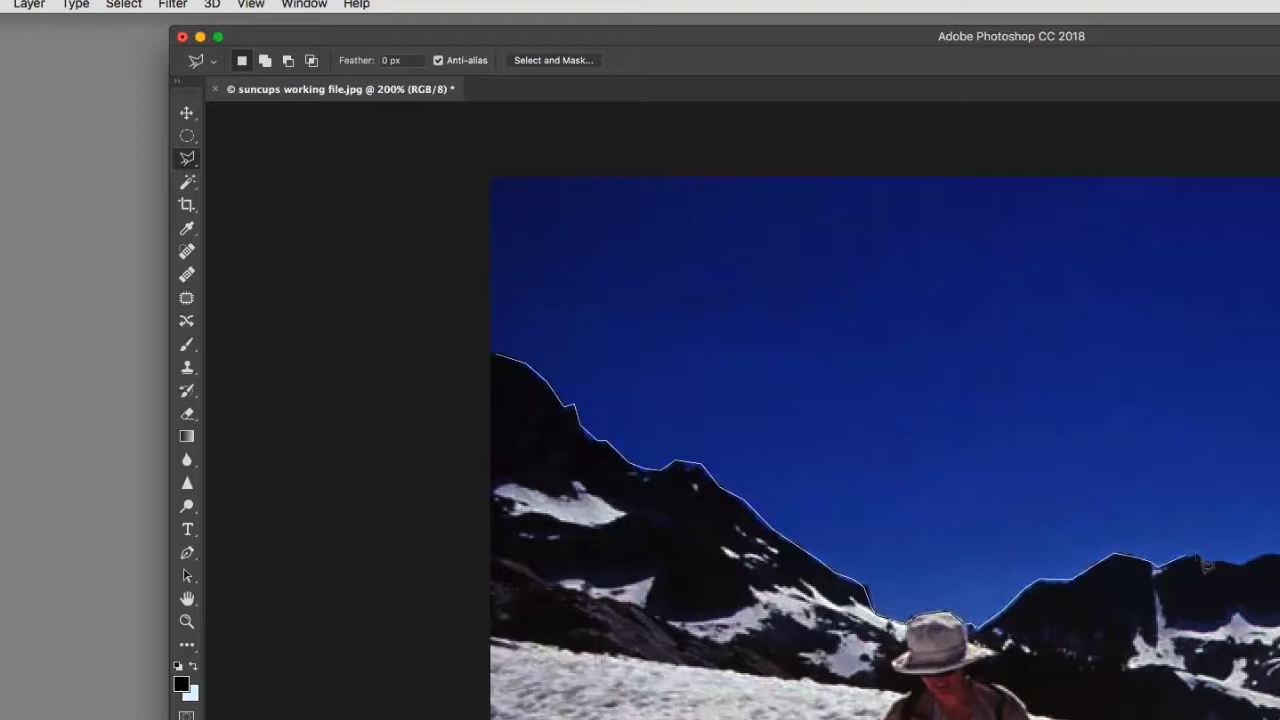 Layer Type Select Filter 3D View Window Help
Adobe Photoshop CC 2018
Feather: 0 px Anti-alias Select and Mask...
× © suncups working file.jpg @ 200% (RGB/8) *
T